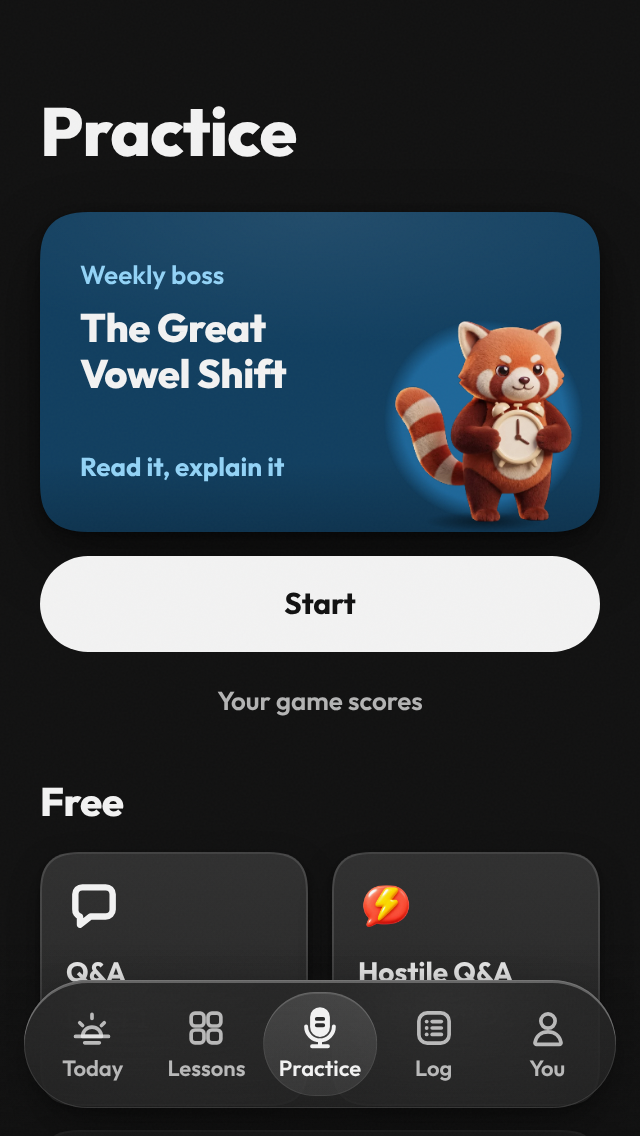 Practice
Weekly boss
The Great
Vowel Shift
Read it, explain it
Start
Your game scores
Free
Q&A
Hostile Q&A
Today
Lessons
Practice
Log
You